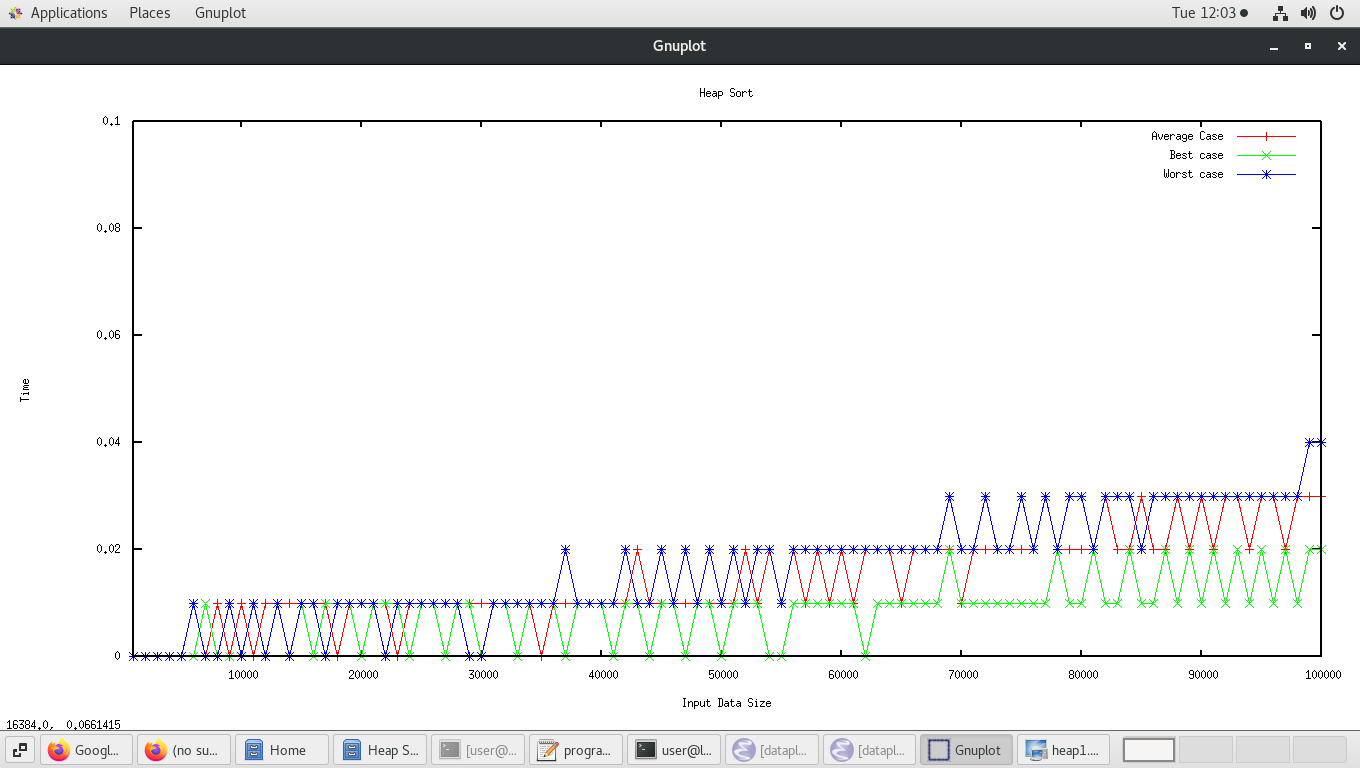 Applications Places Gnuplot Tue 12:03
Gnuplot
Heap Sort
0.1
0.08
0.06
0.04
0.02
0
Time
Average Case
Best case
Worst case
10000 20000 30000 40000 50000 60000 70000 80000 90000 100000
Input Data Size
16384.0, 0.0661415
Googl... (no su... Home Heap S... [user@... progra... user@l... [datapl... [datapl... Gnuplot heap1....